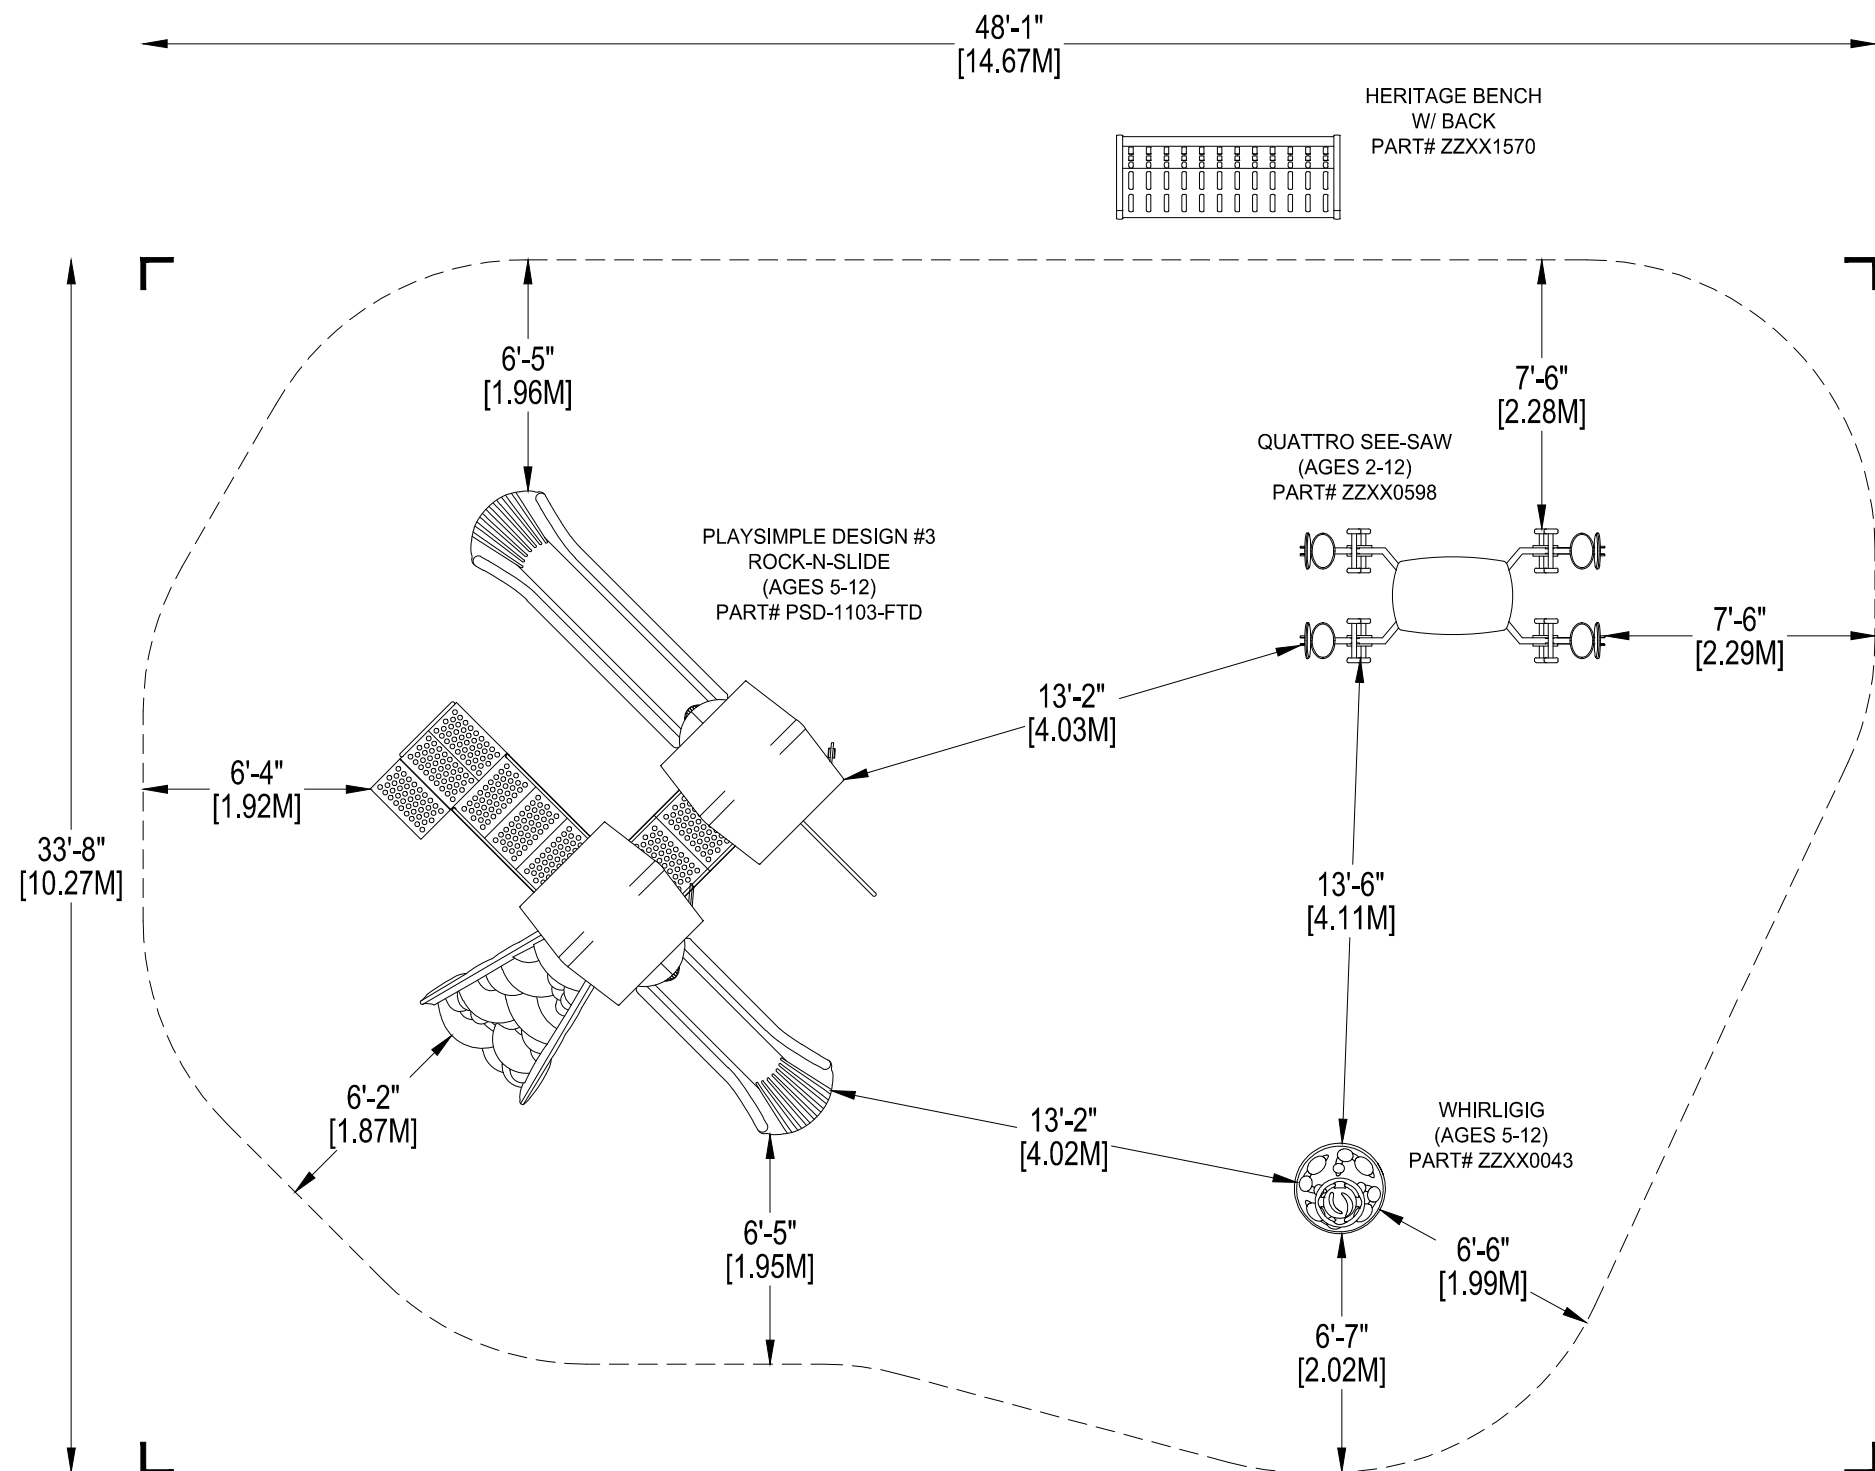 48'-1"
[14.67M]
HERITAGE BENCH
W/ BACK
PART# ZZXX1570
6'-5"
[1.96M]
7'-6"
[2.28M]
QUATTRO SEE-SAW
(AGES 2-12)
PART# ZZXX0598
PLAYSIMPLE DESIGN #3
ROCK-N-SLIDE
(AGES 5-12)
PART# PSD-1103-FTD
7'-6"
[2.29M]
13'-2"
[4.03M]
6'-4"
[1.92M]
33'-8"
[10.27M]
13'-6"
[4.11M]
6'-2"
[1.87M]
13'-2"
[4.02M]
WHIRLIGIG
(AGES 5-12)
PART# ZZXX0043
6'-5"
[1.95M]
6'-6"
[1.99M]
6'-7"
[2.02M]